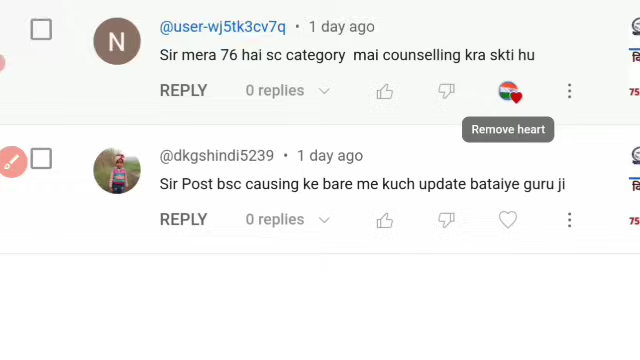 @user-wj5tk3cv7q • 1 day ago
N
Sir mera 76 hai sc category mai counselling kra skti hu
REPLY 0 replies
Remove heart
@dkgshindi5239 • 1 day ago
Sir Post bsc causing ke bare me kuch update bataiye guru ji
REPLY 0 replies
75
75